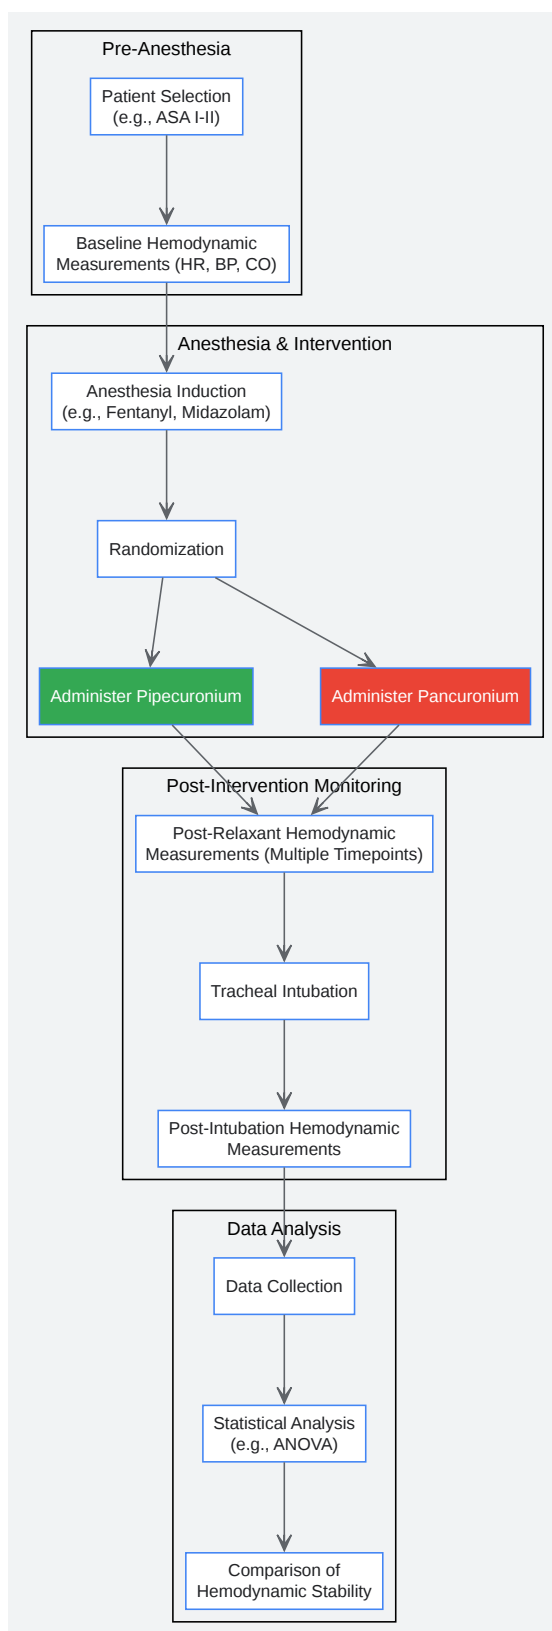 Pre-Anesthesia
Patient Selection
(e.g., ASA I-II)
Baseline Hemodynamic
Measurements (HR, BP, CO)
Anesthesia & Intervention
Anesthesia Induction
(e.g., Fentanyl, Midazolam)
Randomization
Administer Pipecuronium
Administer Pancuronium
Post-Intervention Monitoring
Post-Relaxant Hemodynamic
Measurements (Multiple Timepoints)
Tracheal Intubation
Post-Intubation Hemodynamic
Measurements
Data Analysis
Data Collection
Statistical Analysis
(e.g., ANOVA)
Comparison of
Hemodynamic Stability